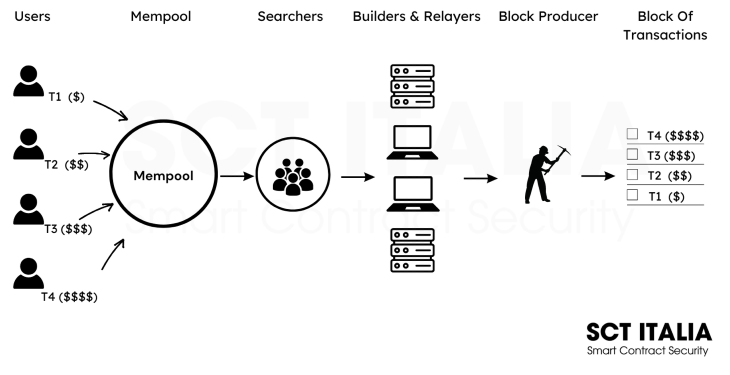 Users
Mempool
Searchers
Builders & Relayers
Block Producer
Block Of
Transactions
T1 ($)
T2 ($$)
T3 ($$$)
T4 ($$$$)
Mempool
T4 ($$$$)
T3 ($$$)
T2 ($$)
T1 ($)
SCT ITALIA
Smart Contract Security
SCT ITALIA
Smart Contract Security